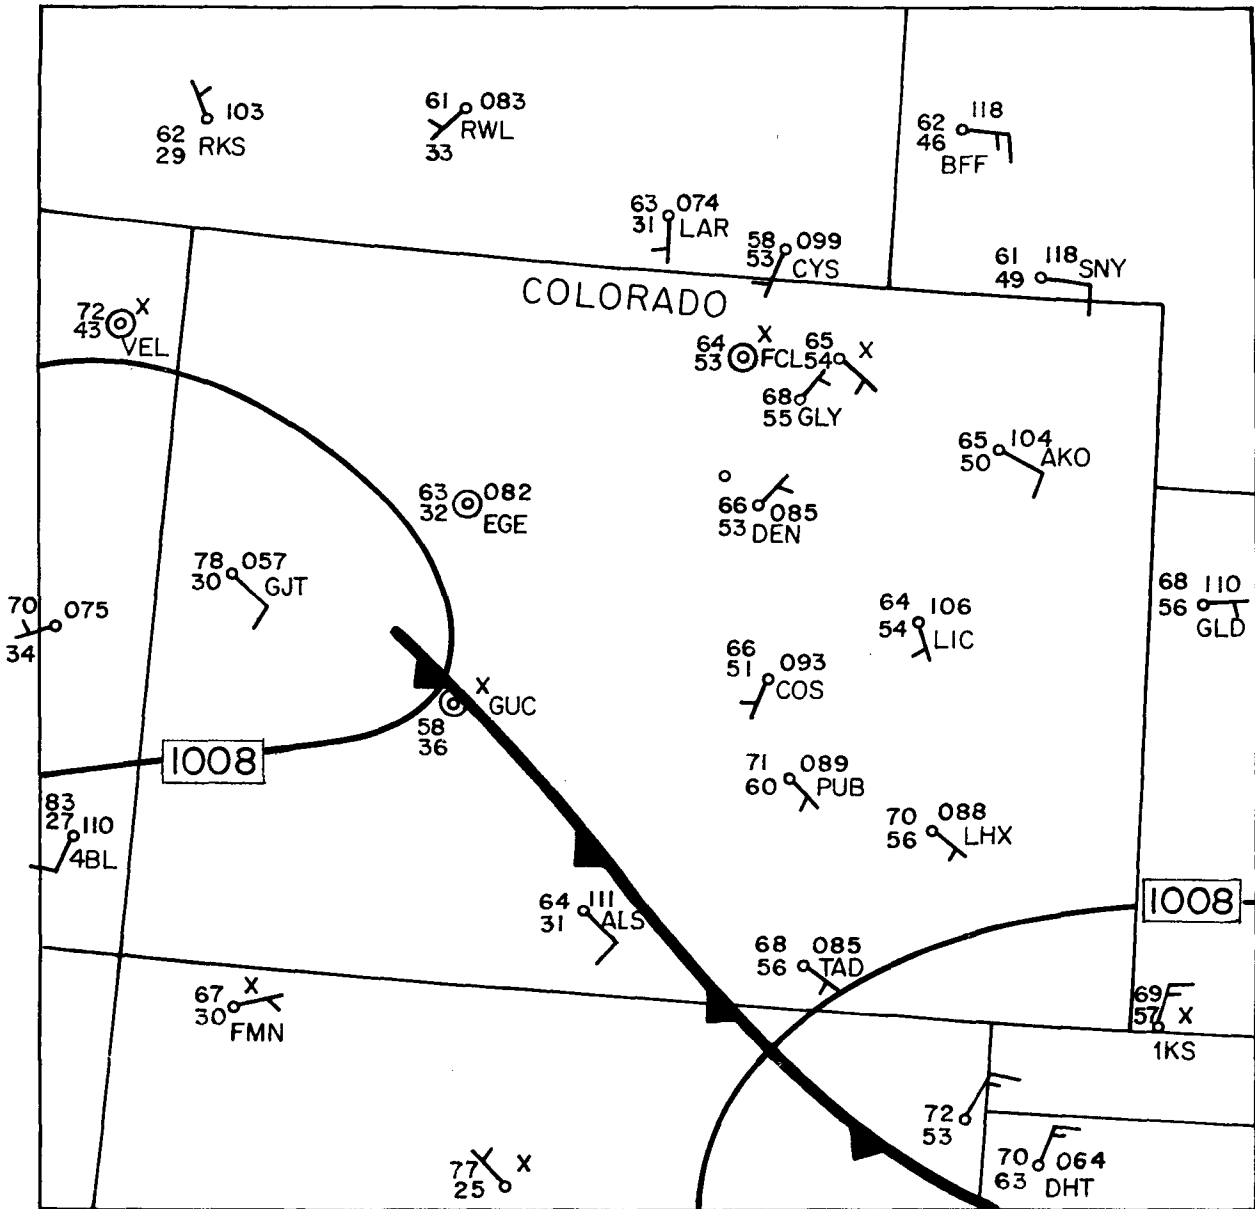 103
62
29 RKS
61 083
RWL
33
118
62
46
BFF
63 074
31 LAR
58 099
53 CYS
61 118 SNY
49
COLORADO
72 X
43
VEL
X
64
53 FCL
65 X
54
68
55 GLY
65 104
50 AKO
63 082
32 EGE
66 085
53 DEN
78 057
30 GJT
70 075
34
64 106
54 LIC
68 110
56
GLD
66 093
51 COS
X
GUC
58
36
1008
71 089
60 PUB
70 088
56 LHX
83
27 110
4BL
1008
64 111
31 ALS
68 085
56 TAD
67 X
30
FMN
69
57 X
1KS
72
53
70 064
63 DHT
77 X
25